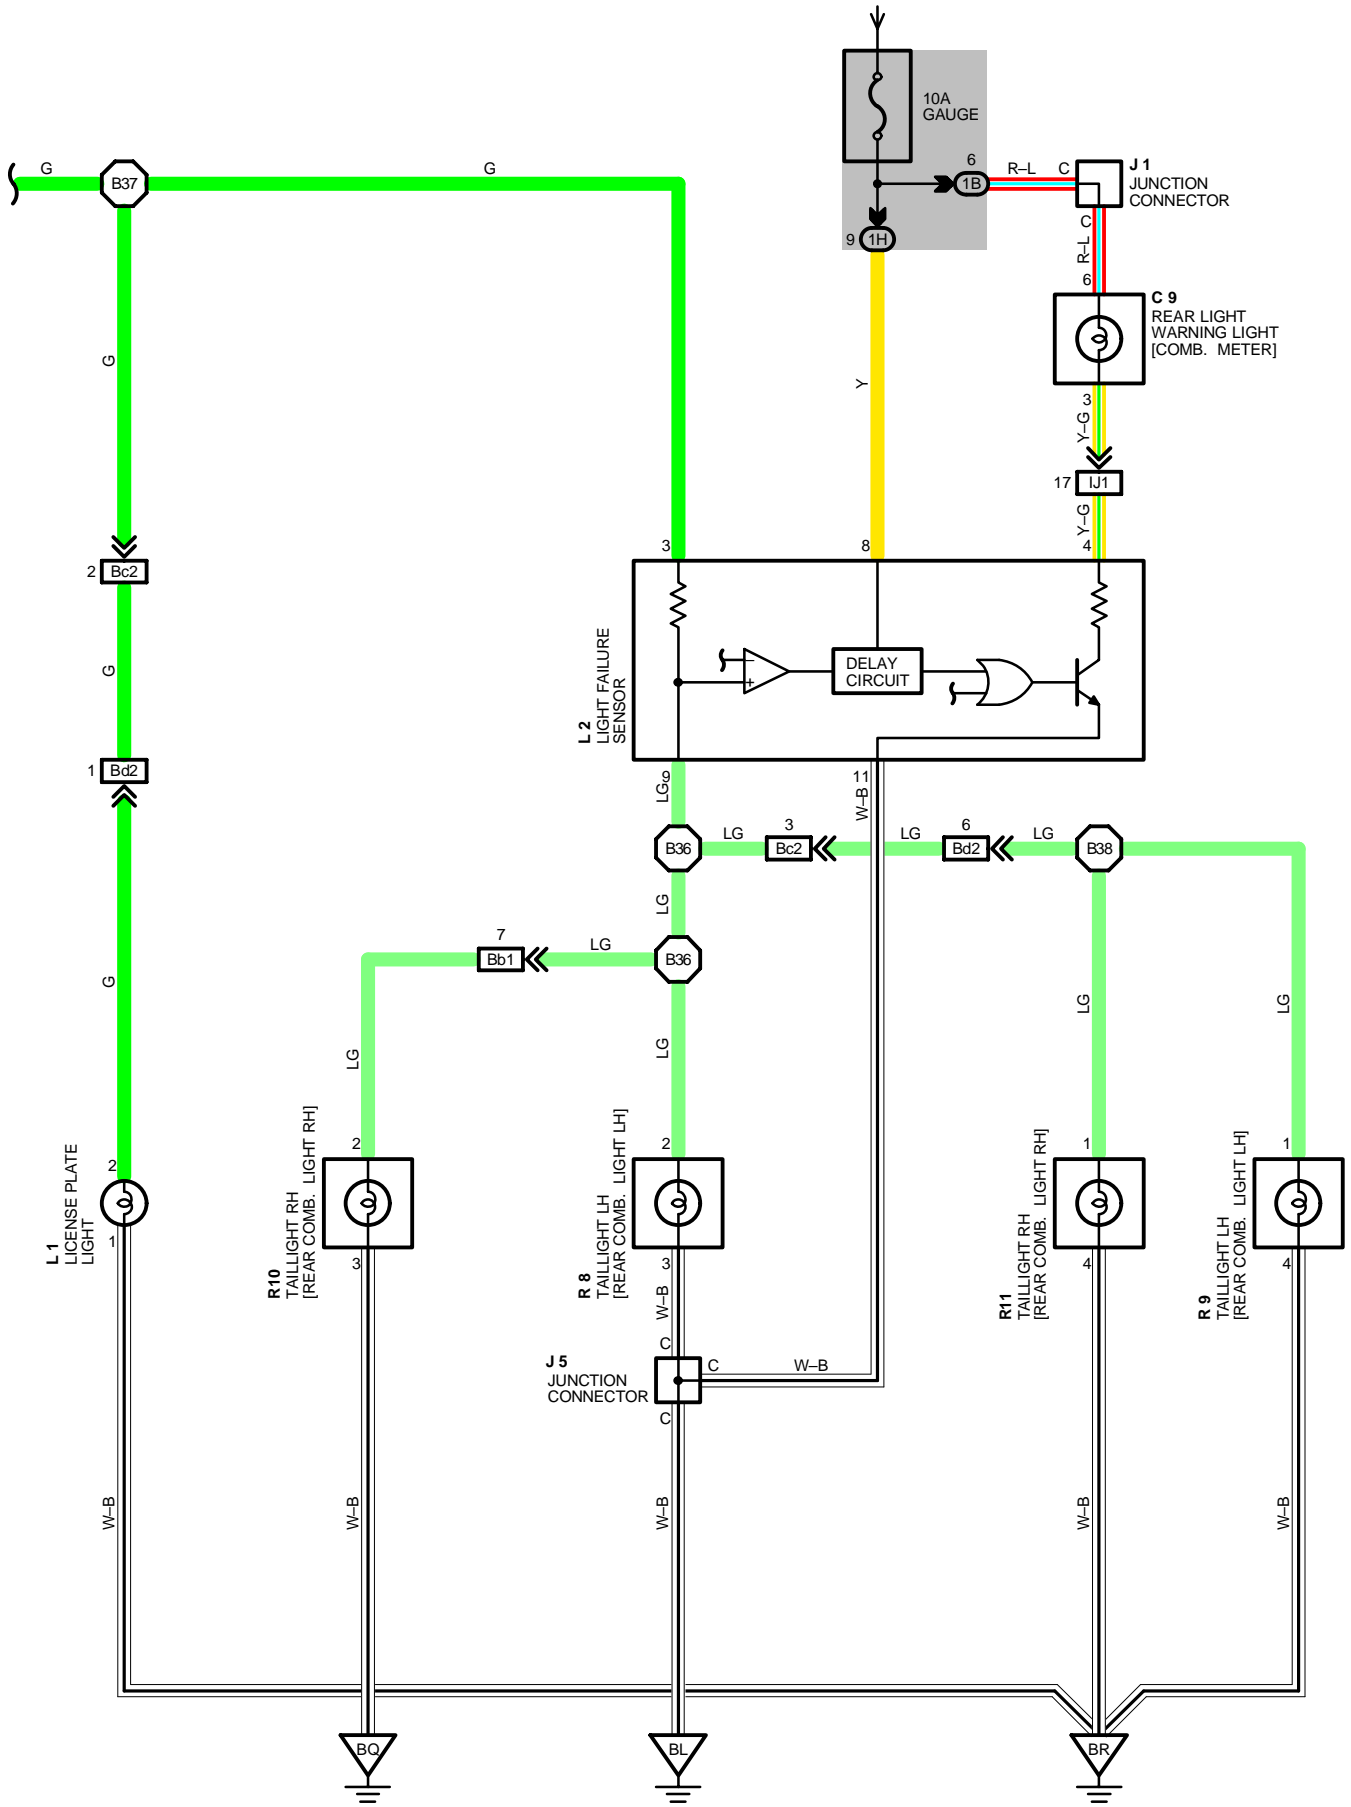 10A
GAUGE
G
B37
G
6
1B
R–L
C
J 1
JUNCTION
CONNECTOR
9
1H
C
R–L
6
C 9
REAR LIGHT
WARNING LIGHT
[COMB. METER]
G
Y
3
Y–G
17
IJ1
Y–G
3
8
4
2
Bc2
G
L 2
LIGHT FAILURE
SENSOR
–
+
DELAY
CIRCUIT
1
Bd2
9
LG
11
W–B
B36
LG
3
Bc2
LG
6
Bd2
LG
B38
LG
7
Bb1
LG
B36
G
LG
LG
LG
LG
2
L 1
LICENSE PLATE
LIGHT
1
2
R10
TAILLIGHT RH
[REAR COMB. LIGHT RH]
3
2
R 8
TAILLIGHT LH
[REAR COMB. LIGHT LH]
3
1
R11
TAILLIGHT RH
[REAR COMB. LIGHT RH]
4
1
R 9
TAILLIGHT LH
[REAR COMB. LIGHT LH]
4
W–B
C
J 5
JUNCTION
CONNECTOR
C
W–B
C
W–B
W–B
W–B
W–B
W–B
BQ
BL
BR